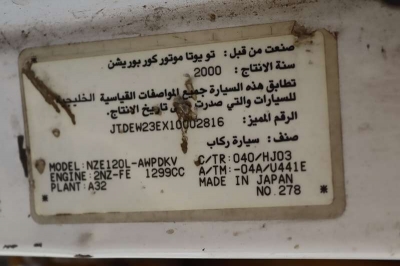 صنعت من قبل: تويوتا موتور كوربوريشن
سنة الانتاج: 2000
تطابق هذه السيارة جميع المواصفات القياسية الخليجية
للسيارات والتي صدرت قبل تاريخ الإنتاج.
الرقم المميز: JTDEW23EX10002816
صنف: سيارة ركاب
MODEL: NZE120L-AWPDKV C/TR: 040/HJ03
ENGINE: 2NZ-FE 1299CC A/TM: -04A/U441E
PLANT: A32 MADE IN JAPAN
NO.278